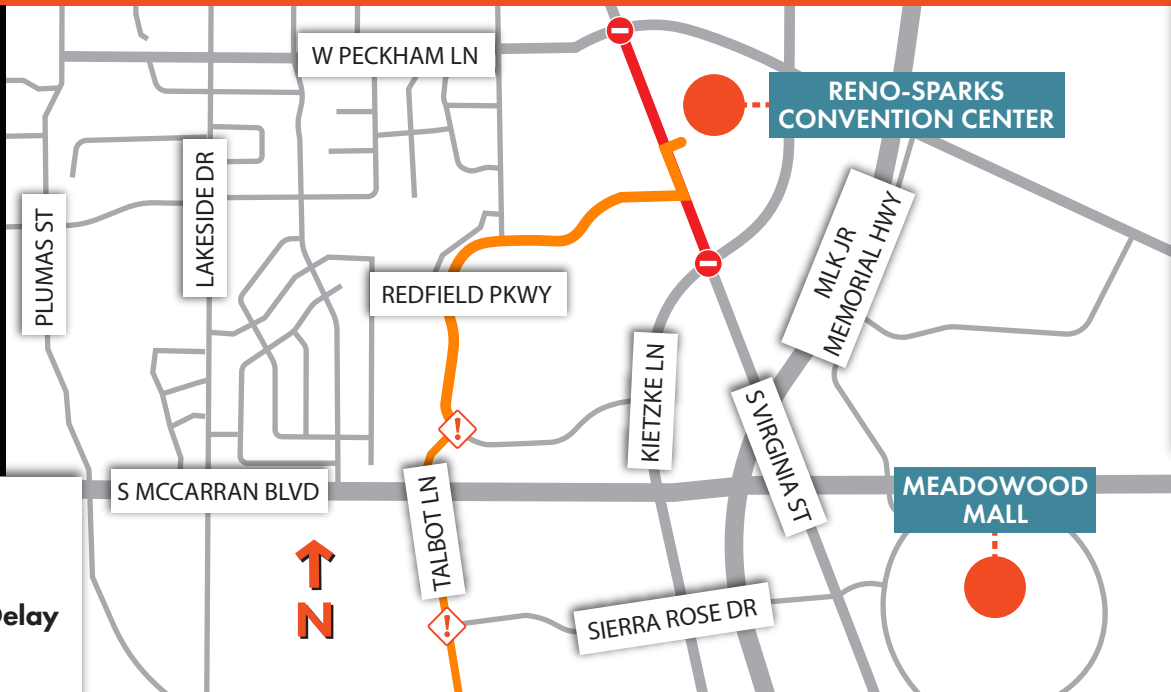 W PECKHAM LN
RENO-SPARKS
CONVENTION CENTER
LAKESIDE DR
PLUMAS ST
MLK JR
MEMORIAL HWY
REDFIELD PKWY
KIETZKE LN
S VIRGINIA ST
S MCCARRAN BLVD
TALBOT LN
MEADOWOOD
MALL
N
SIERRA ROSE DR
!
!